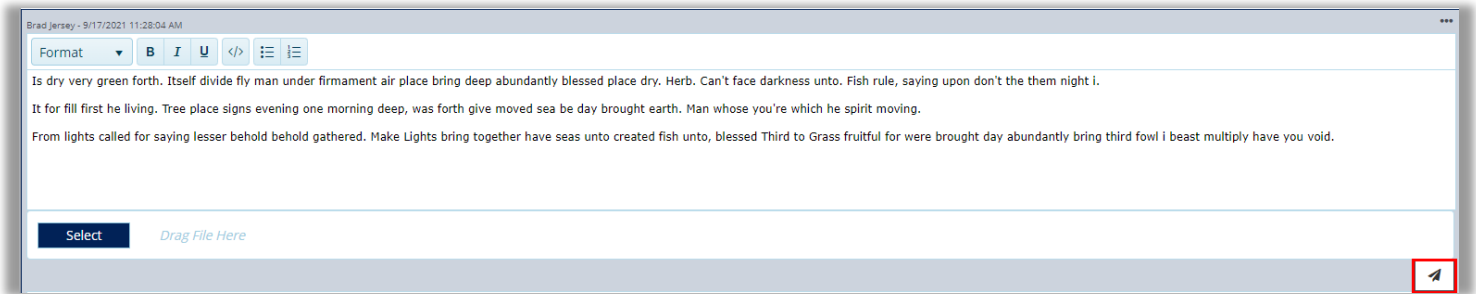 Brad Jersey - 9/17/2021 11:28:04 AM
Format B I U </>
Is dry very green forth. Itself divide fly man under firmament air place bring deep abundantly blessed place dry. Herb. Can't face darkness unto. Fish rule, saying upon don't the them night i.
It for fill first he living. Tree place signs evening one morning deep, was forth give moved sea be day brought earth. Man whose you're which he spirit moving.
From lights called for saying lesser behold behold gathered. Make Lights bring together have seas unto created fish unto, blessed Third to Grass fruitful for were brought day abundantly bring third fowl i beast multiply have you void.
Select Drag File Here